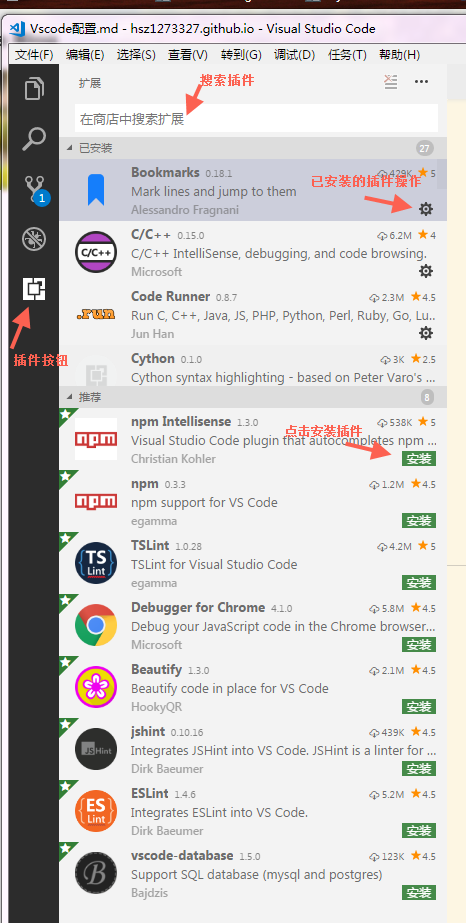 Vscode配置.md - hsz1273327.github.io - Visual Studio Code
文件(F) 编辑(E) 选择(S) 查看(V) 转到(G) 调试(D) 任务(T) 帮助(H)
扩展
搜索插件
在商店中搜索扩展
已安装 27
Bookmarks 0.18.1 429K 5
Mark lines and jump to them
已安装的插件操作
Alessandro Fragnani
1
C/C++
C/C++ 0.15.0 6.2M 4
C/C++ IntelliSense, debugging, and code browsing.
Microsoft
.run
Code Runner 0.8.7 2.3M 4.5
Run C, C++, Java, JS, PHP, Python, Perl, Ruby, Go, Lu...
Jun Han
插件按钮
Cython 0.1.0 3K 2.5
Cython syntax highlighting - based on Peter Varo's ...
推荐 8
npm
npm Intellisense 1.3.0 538K 5
点击安装插件
Visual Studio Code plugin that autocompletes npm ...
Christian Kohler 安装
npm
npm 0.3.3 1.2M 4.5
npm support for VS Code
egamma 安装
TS Lint
TSLint 1.0.28 4.2M 4.5
TSLint for Visual Studio Code
egamma 安装
Debugger for Chrome 4.1.0 5.8M 4.5
Debug your JavaScript code in the Chrome browser...
Microsoft 安装
Beautify 1.3.0 2.1M 4.5
Beautify code in place for VS Code
HookyQR 安装
JSHint
jshint 0.10.16 439K 4.5
Integrates JSHint into VS Code. JSHint is a linter for ...
Dirk Baeumer 安装
ES Lint
ESLint 1.4.6 5.2M 4.5
Integrates ESLint into VS Code.
Dirk Baeumer 安装
B
vscode-database 1.5.0 123K 4.5
Support SQL database (mysql and postgres)
Bajdzis 安装